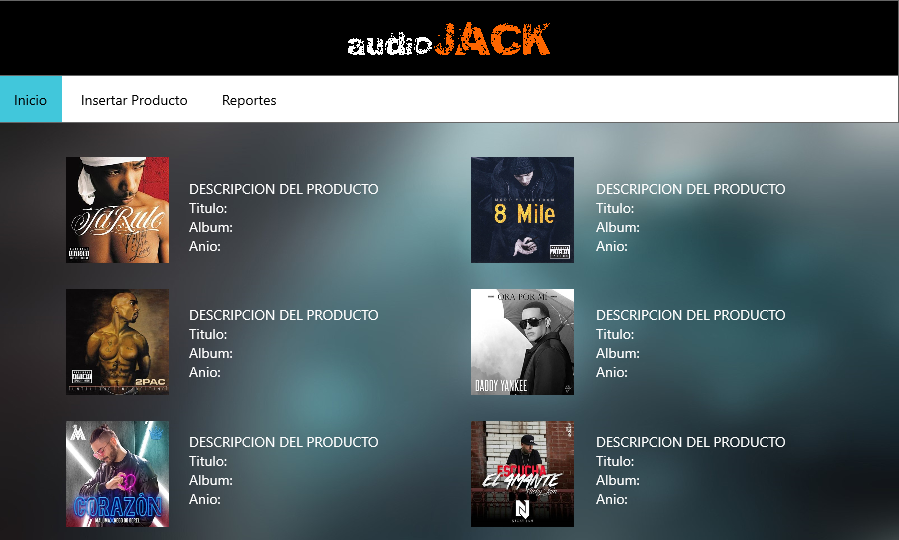 audioJACK
Inicio
Insertar Producto
Reportes
Ja Rule
DESCRIPCION DEL PRODUCTO
Titulo:
Album:
Anio:
8 Mile
DESCRIPCION DEL PRODUCTO
Titulo:
Album:
Anio:
2PAC
DESCRIPCION DEL PRODUCTO
Titulo:
Album:
Anio:
ORA POR MI
DADDY YANKEE
DESCRIPCION DEL PRODUCTO
Titulo:
Album:
Anio:
CORAZÓN
DESCRIPCION DEL PRODUCTO
Titulo:
Album:
Anio:
ESCUCHA
EL AMANTE
Nicky Jam
DESCRIPCION DEL PRODUCTO
Titulo:
Album:
Anio: